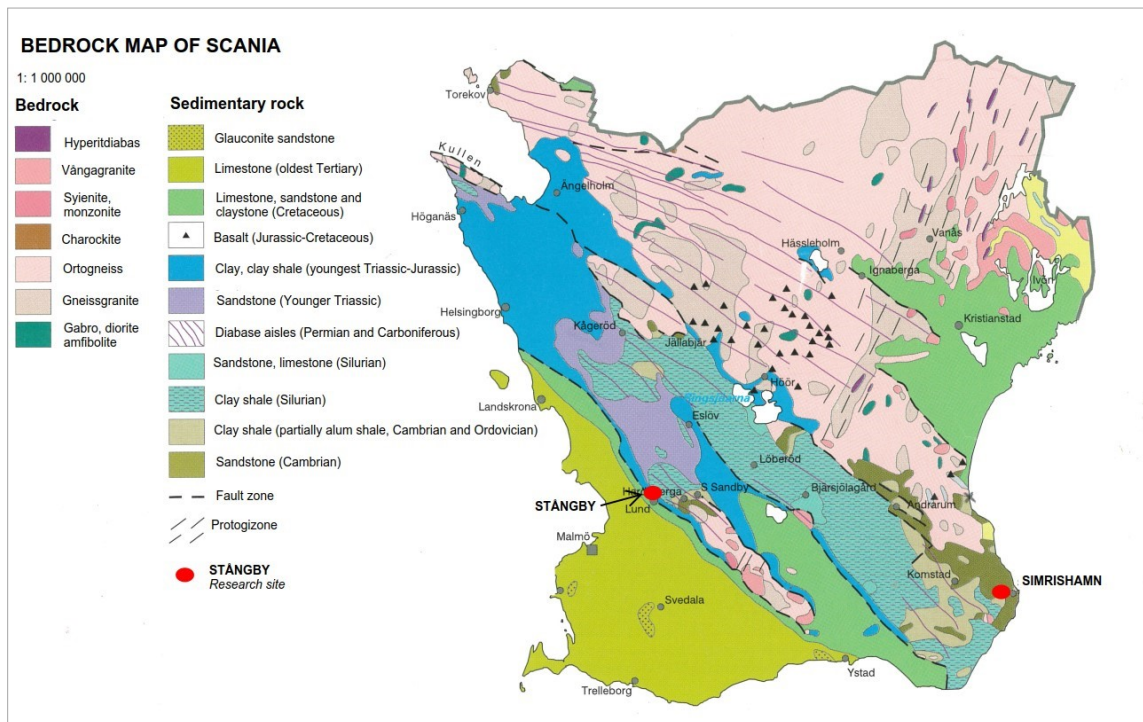 BEDROCK MAP OF SCANIA
1: 1 000 000
Bedrock
Hyperitdiabas
Vångagranite
Syienite,
monzonite
Charockite
Ortogneiss
Gneissgranite
Gabro, diorite
amfibolite
Sedimentary rock
Glauconite sandstone
Limestone (oldest Tertiary)
Limestone, sandstone and
claystone (Cretaceous)
Basalt (Jurassic-Cretaceous)
Clay, clay shale (youngest Triassic-Jurassic)
Sandstone (Younger Triassic)
Diabase aisles (Permian and Carboniferous)
Sandstone, limestone (Silurian)
Clay shale (Silurian)
Clay shale (partially alum shale, Cambrian and Ordovician)
Sandstone (Cambrian)
Fault zone
Protogizone
STÅNGBY
Research site
Torekov
Kullen
Ängelholm
Höganäs
Hässleholm
Vanås
Ignaberga
Ivön
Helsingborg
Kågeröd
Kristianstad
Jällabjär
Höör
Ringsjöarna
Landskrona
Eslöv
Löberöd
S Sandby
Bjärsjölagård
STÅNGBY
Lund
Andrarum
Malmö
Komstad
SIMRISHAMN
Svedala
Ystad
Trelleborg